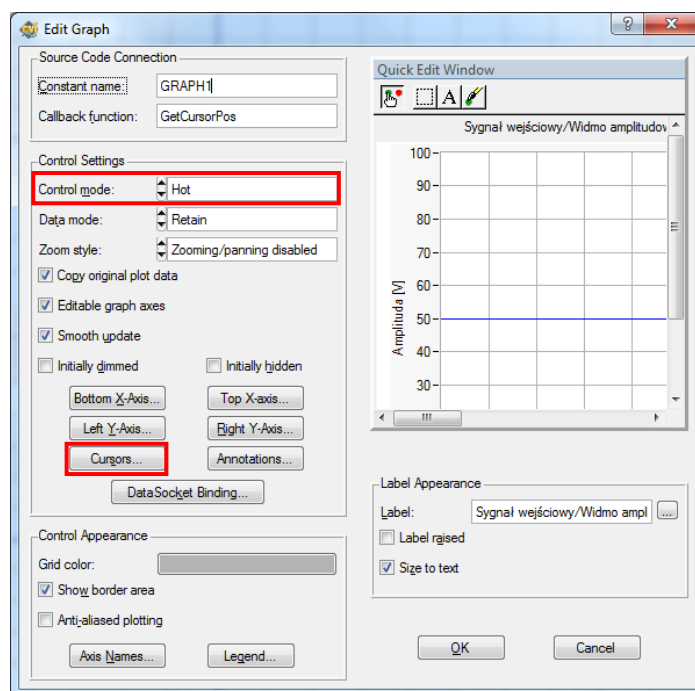 Edit Graph
Source Code Connection
Constant name: GRAPH1
Callback function: GetCursorPos
Control Settings
Control mode: Hot
Data mode: Retain
Zoom style: Zooming/panning disabled
Copy original plot data
Editable graph axes
Smooth update
Initially dimmed Initially hidden
Bottom X-Axis... Top X-axis...
Left Y-Axis... Right Y-Axis...
Cursors... Annotations...
DataSocket Binding...
Control Appearance
Grid color:
Show border area
Anti-aliased plotting
Axis Names... Legend...
Quick Edit Window
A
Sygnał wejściowy/Widmo amplitudow
100
90
80
70
60
50
40
30
Amplituda [V]
Label Appearance
Label: Sygnał wejściowy/Widmo ampl ...
Label raised
Size to text
OK Cancel